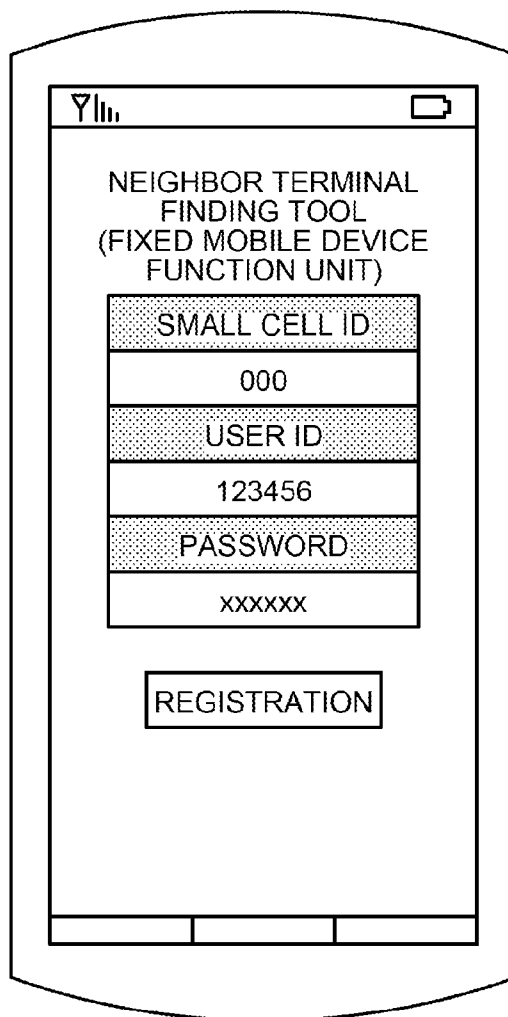 NEIGHBOR TERMINAL
FINDING TOOL
(FIXED MOBILE DEVICE
FUNCTION UNIT)
SMALL CELL ID
000
USER ID
123456
PASSWORD
xxxxxx
REGISTRATION